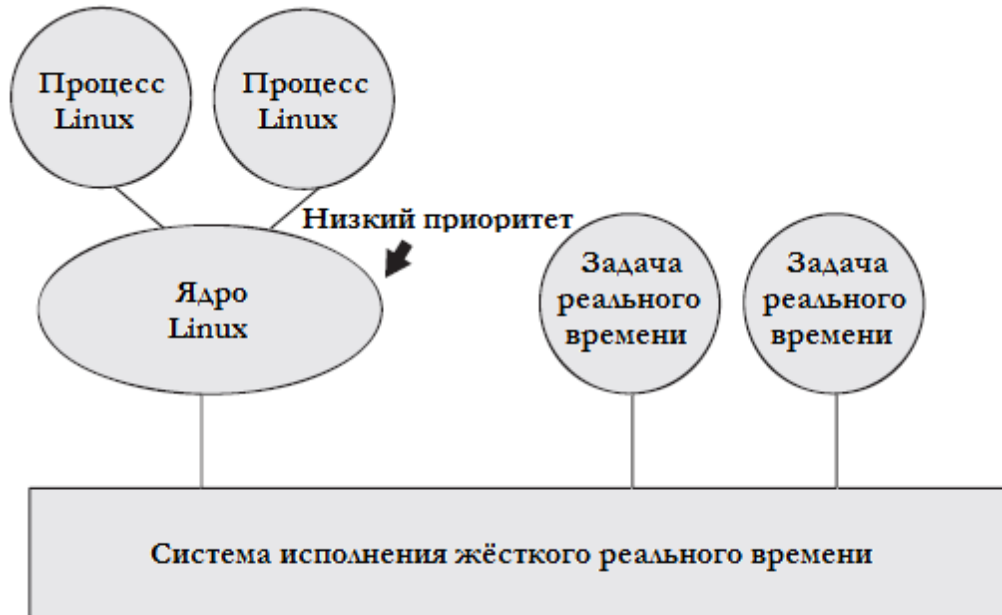 Процесс
Linux
Процесс
Linux
Низкий приоритет
Ядро
Linux
Задача
реального
времени
Задача
реального
времени
Система исполнения жёсткого реального времени